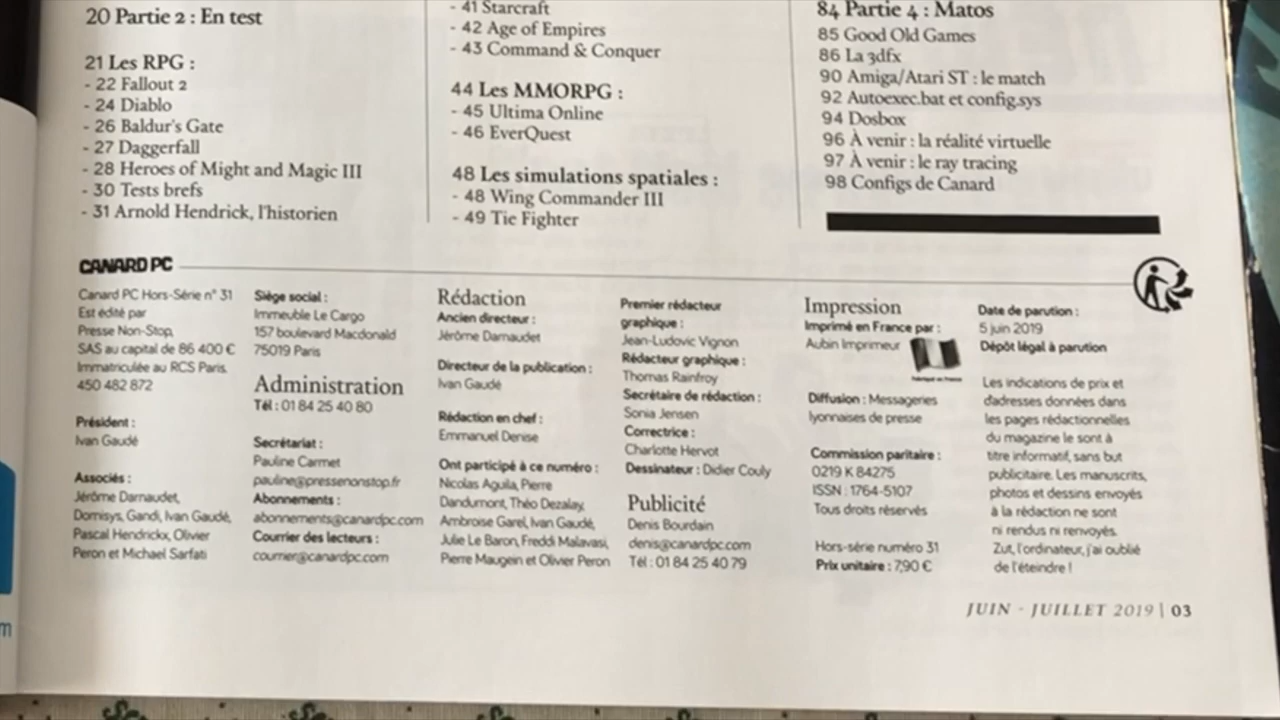 20 Partie 2 : En test
21 Les RPG :
- 22 Fallout 2
- 24 Diablo
- 26 Baldur's Gate
- 27 Daggerfall
- 28 Heroes of Might and Magic III
- 30 Tests brefs
- 31 Arnold Hendrick, l'historien
- 41 Starcraft
- 42 Age of Empires
- 43 Command & Conquer
44 Les MMORPG :
- 45 Ultima Online
- 46 EverQuest
48 Les simulations spatiales :
- 48 Wing Commander III
- 49 Tie Fighter
84 Partie 4 : Matos
85 Good Old Games
86 La 3dfx
90 Amiga/Atari ST : le match
92 Autoexec.bat et config.sys
94 Dosbox
96 À venir : la réalité virtuelle
97 À venir : le ray tracing
98 Configs de Canard
CANARD PC
Canard PC Hors-Série n° 31
Est édité par
Presse Non-Stop,
SAS au capital de 86 400 €
Immatriculée au RCS Paris.
450 482 872
Président :
Ivan Gaudé
Associés :
Jérôme Darnaudet,
Domisys, Gandi, Ivan Gaudé,
Pascal Hendrickx, Olivier
Peron et Michael Sarfati
Siège social :
Immeuble Le Cargo
157 boulevard Macdonald
75019 Paris
Administration
Tél : 01 84 25 40 80
Secrétariat :
Pauline Carmet
pauline@pressenonstop.fr
Abonnements :
abonnements@canardpc.com
Courrier des lecteurs :
courrier@canardpc.com
Rédaction
Ancien directeur :
Jérôme Darnaudet
Directeur de la publication :
Ivan Gaudé
Rédaction en chef :
Emmanuel Denise
Ont participé à ce numéro :
Nicolas Aguila, Pierre
Dandumont, Théo Dezalay,
Ambroise Garel, Ivan Gaudé,
Julie Le Baron, Freddi Malavasi,
Pierre Maugein et Olivier Peron
Premier rédacteur
graphique :
Jean-Ludovic Vignon
Rédacteur graphique :
Thomas Rainfroy
Secrétaire de rédaction :
Sonia Jensen
Correctrice :
Charlotte Hervot
Dessinateur : Didier Couly
Publicité
Denis Bourdain
denis@canardpc.com
Tél : 01 84 25 40 79
Impression
Imprimé en France par :
Aubin Imprimeur
Fabriqué en France
Diffusion : Messageries
lyonnaises de presse
Commission paritaire :
0219 K 84275
ISSN : 1764-5107
Tous droits réservés
Hors-série numéro 31
Prix unitaire : 7,90 €
Date de parution :
5 juin 2019
Dépôt légal à parution
Les indications de prix et
d'adresses données dans
les pages rédactionnelles
du magazine le sont à
titre informatif, sans but
publicitaire. Les manuscrits,
photos et dessins envoyés
à la rédaction ne sont
ni rendus ni renvoyés.
Zut, l'ordinateur, j'ai oublié
de l'éteindre !
JUIN - JUILLET 2019 | 03
m